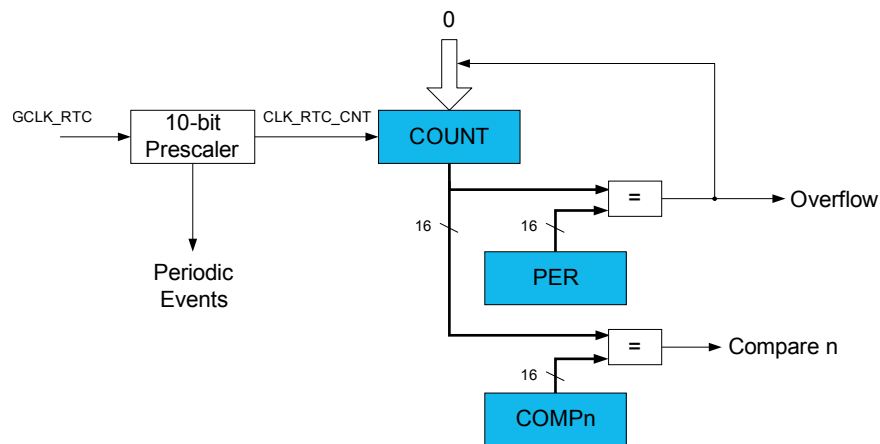 0
GCLK_RTC
10-bit
Prescaler
CLK_RTC_CNT
COUNT
=
Overflow
16
16
PER
Periodic
Events
=
Compare n
16
COMPn